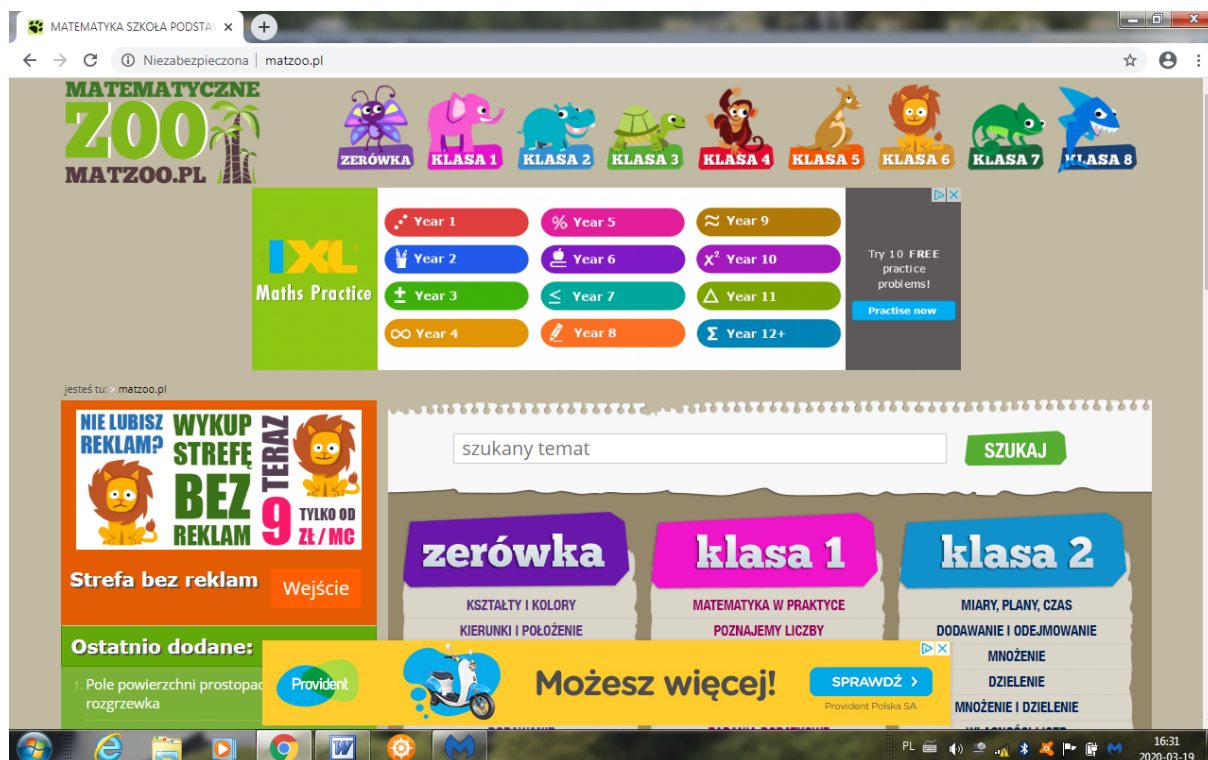 MATEMATYKA SZKOŁA PODSTA
Niezabezpieczona | matzoo.pl
MATEMATYCZNE
ZOO
MATZOO.PL
ZERÓWKA
KLASA 1
KLASA 2
KLASA 3
KLASA 4
KLASA 5
KLASA 6
KLASA 7
KLASA 8
IXL
Maths Practice
Year 1
% Year 5
≈ Year 9
Year 2
Year 6
X² Year 10
± Year 3
≤ Year 7
Year 11
∞ Year 4
Year 8
Σ Year 12+
Try 10 FREE
practice
problems!
Practise now
jesteś tu: > matzoo.pl
NIE LUBISZ
REKLAM?
WYKUP
STREFĘ
BEZ
REKLAM
TERAZ
9
TYLKO OD
ZŁ/MC
Strefa bez reklam
Wejście
Ostatnio dodane:
1. Pole powierzchni prostopad
rozgrzewka
szukany temat
SZUKAJ
zerówka
KSZTAŁTY I KOLORY
KIERUNKI I POŁOŻENIE
klasa 1
MATEMATYKA W PRAKTYCE
POZNAJEMY LICZBY
klasa 2
MIARY, PLANY, CZAS
DODAWANIE I ODEJMOWANIE
MNOŻENIE
DZIELENIE
MNOŻENIE I DZIELENIE
Provident
Możesz więcej!
SPRAWDŹ >
Provident Polska SA
PL
16:31
2020-03-19